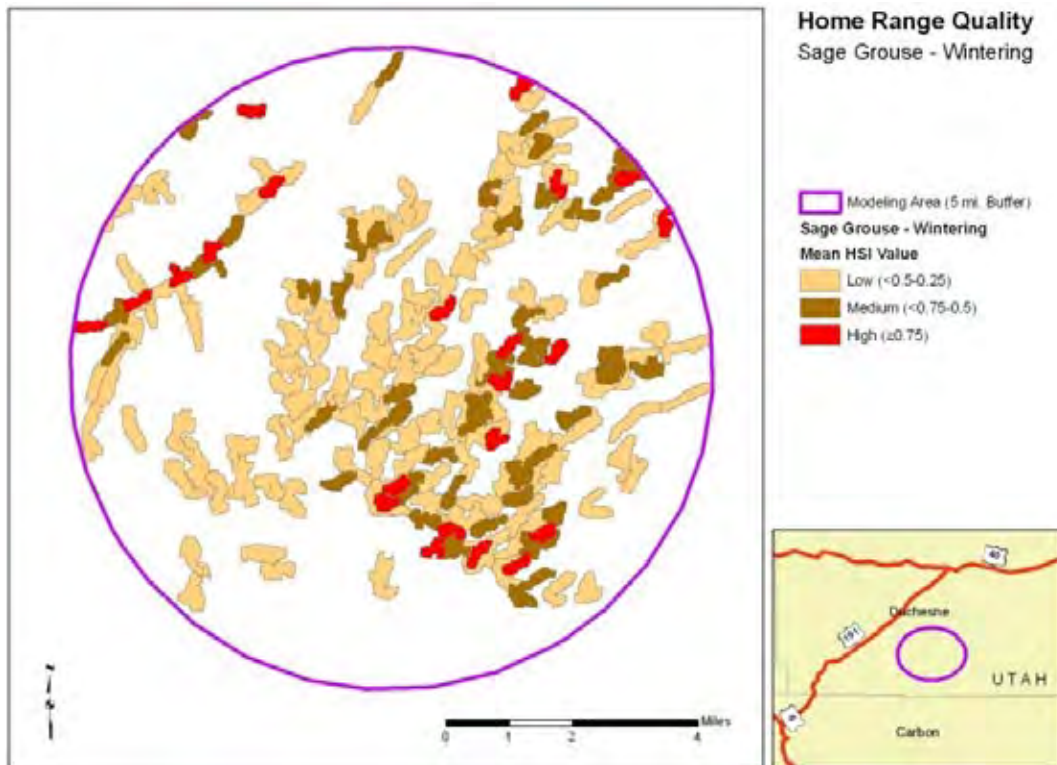 Home Range Quality
Sage Grouse - Wintering
Modeling Area (5 mi. Buffer)
Sage Grouse - Wintering
Mean HSI Value
Low (<0.5-0.25)
Medium (<0.75-0.5)
High (≥0.75)
Miles
0 1 2 4
40
Duchesne
191
UTAH
6
Carbon